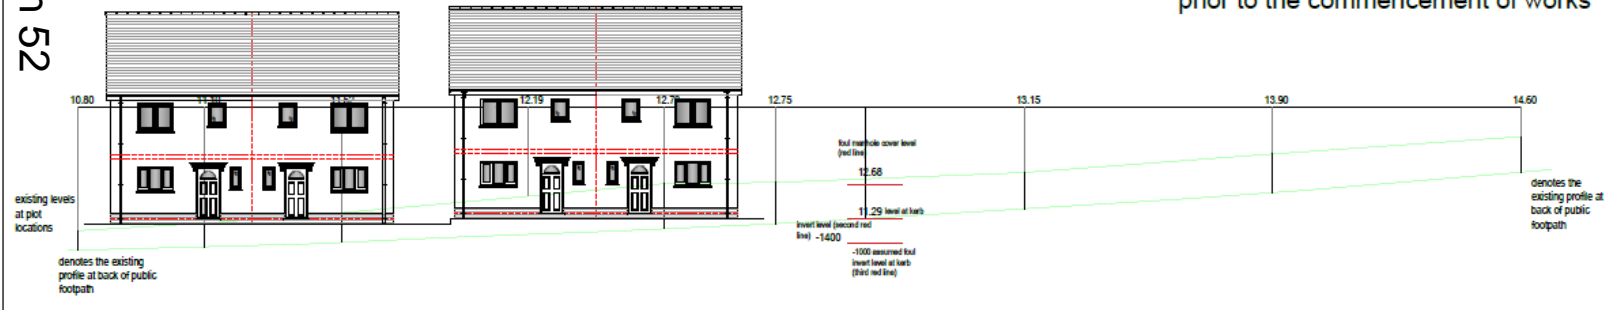 prior to the commencement of works
n 52
10.80
12.19
12.75
13.15
13.90
14.60
foul manhole cover level
(red line)
12.68
existing levels
at plot
locations
11.29 level at kerb
invert level (second red
line) -1400
-1000 assumed foul
invert level at kerb
(third red line)
denotes the
existing profile at
back of public
footpath
denotes the existing
profile at back of public
footpath